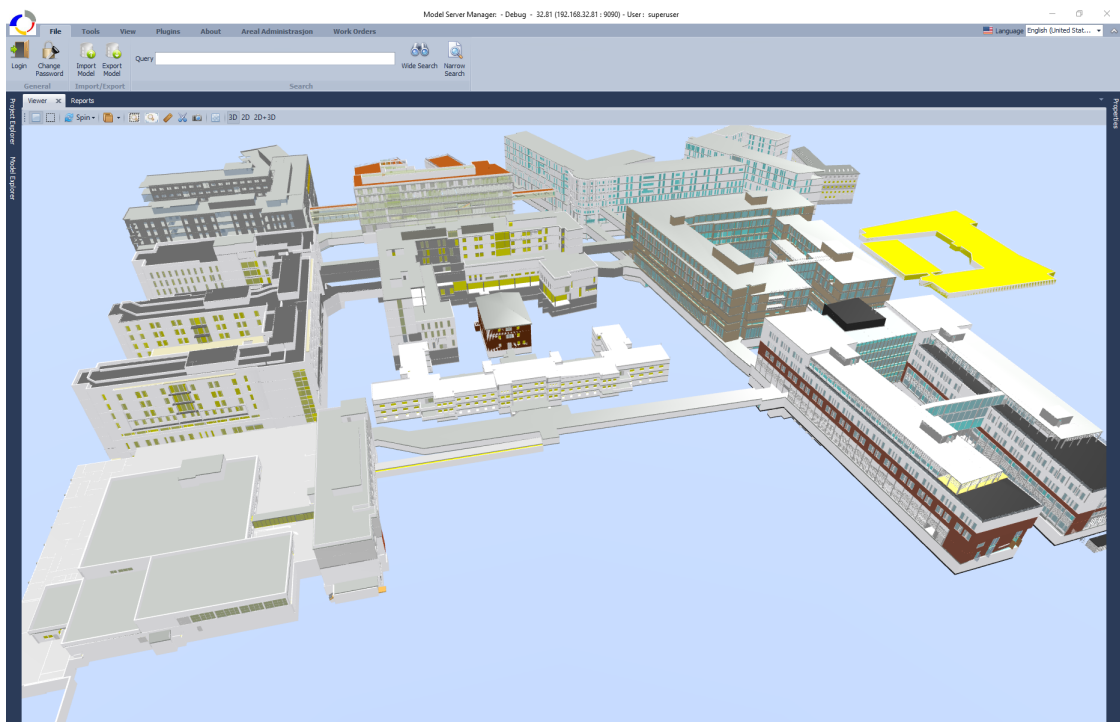 Model Server Manager: - Debug - 32.81 (192.168.32.81 : 9090) - User : superuser
File Tools View Plugins About Areal Administrasjon Work Orders
Language English (United Stat...
Login Change Password Import Model Export Model Query Wide Search Narrow Search
General Import/Export Search
Viewer Reports
Spin 3D 2D 2D+3D
Project Explorer
Model Explorer
Properties